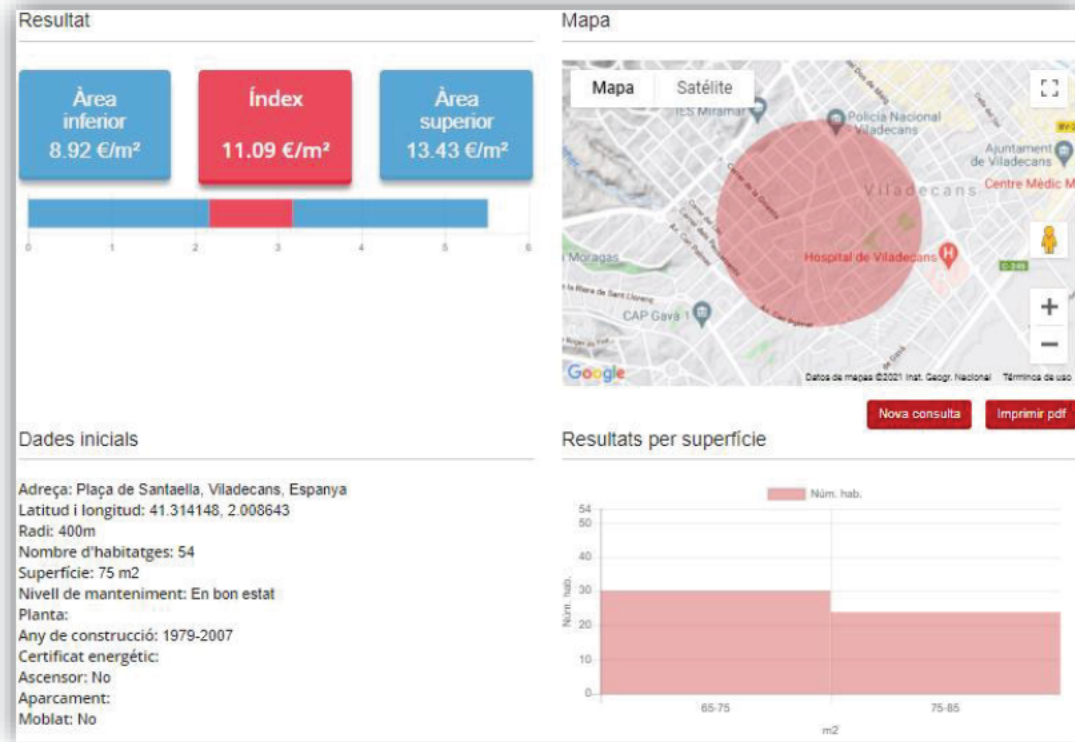 Resultat
Àrea
inferior
8.92 €/m²
Índex
11.09 €/m²
Àrea
superior
13.43 €/m²
0 1 2 3 4 5 6
Mapa
Mapa Satélite
IES Miramar
Policía Nacional
Viladecans
Ajuntament
de Viladecans
Viladecans
Centre Mèdic M
Hospital de Viladecans
i Moragas
CAP Gavà 1
Av. Can Palmer
C-245
Google
Datos de mapas ©2021 Inst. Geogr. Nacional Términos de uso
Nova consulta Imprimir pdf
Dades inicials
Adreça: Plaça de Santaella, Viladecans, Espanya
Latitud i longitud: 41.314148, 2.008643
Radi: 400m
Nombre d'habitatges: 54
Superfície: 75 m2
Nivell de manteniment: En bon estat
Planta:
Any de construcció: 1979-2007
Certificat energétic:
Ascensor: No
Aparcament:
Moblat: No
Resultats per superfície
Núm. hab.
54
50
40
30
20
10
0
Núm. hab.
65-75 75-85
m2